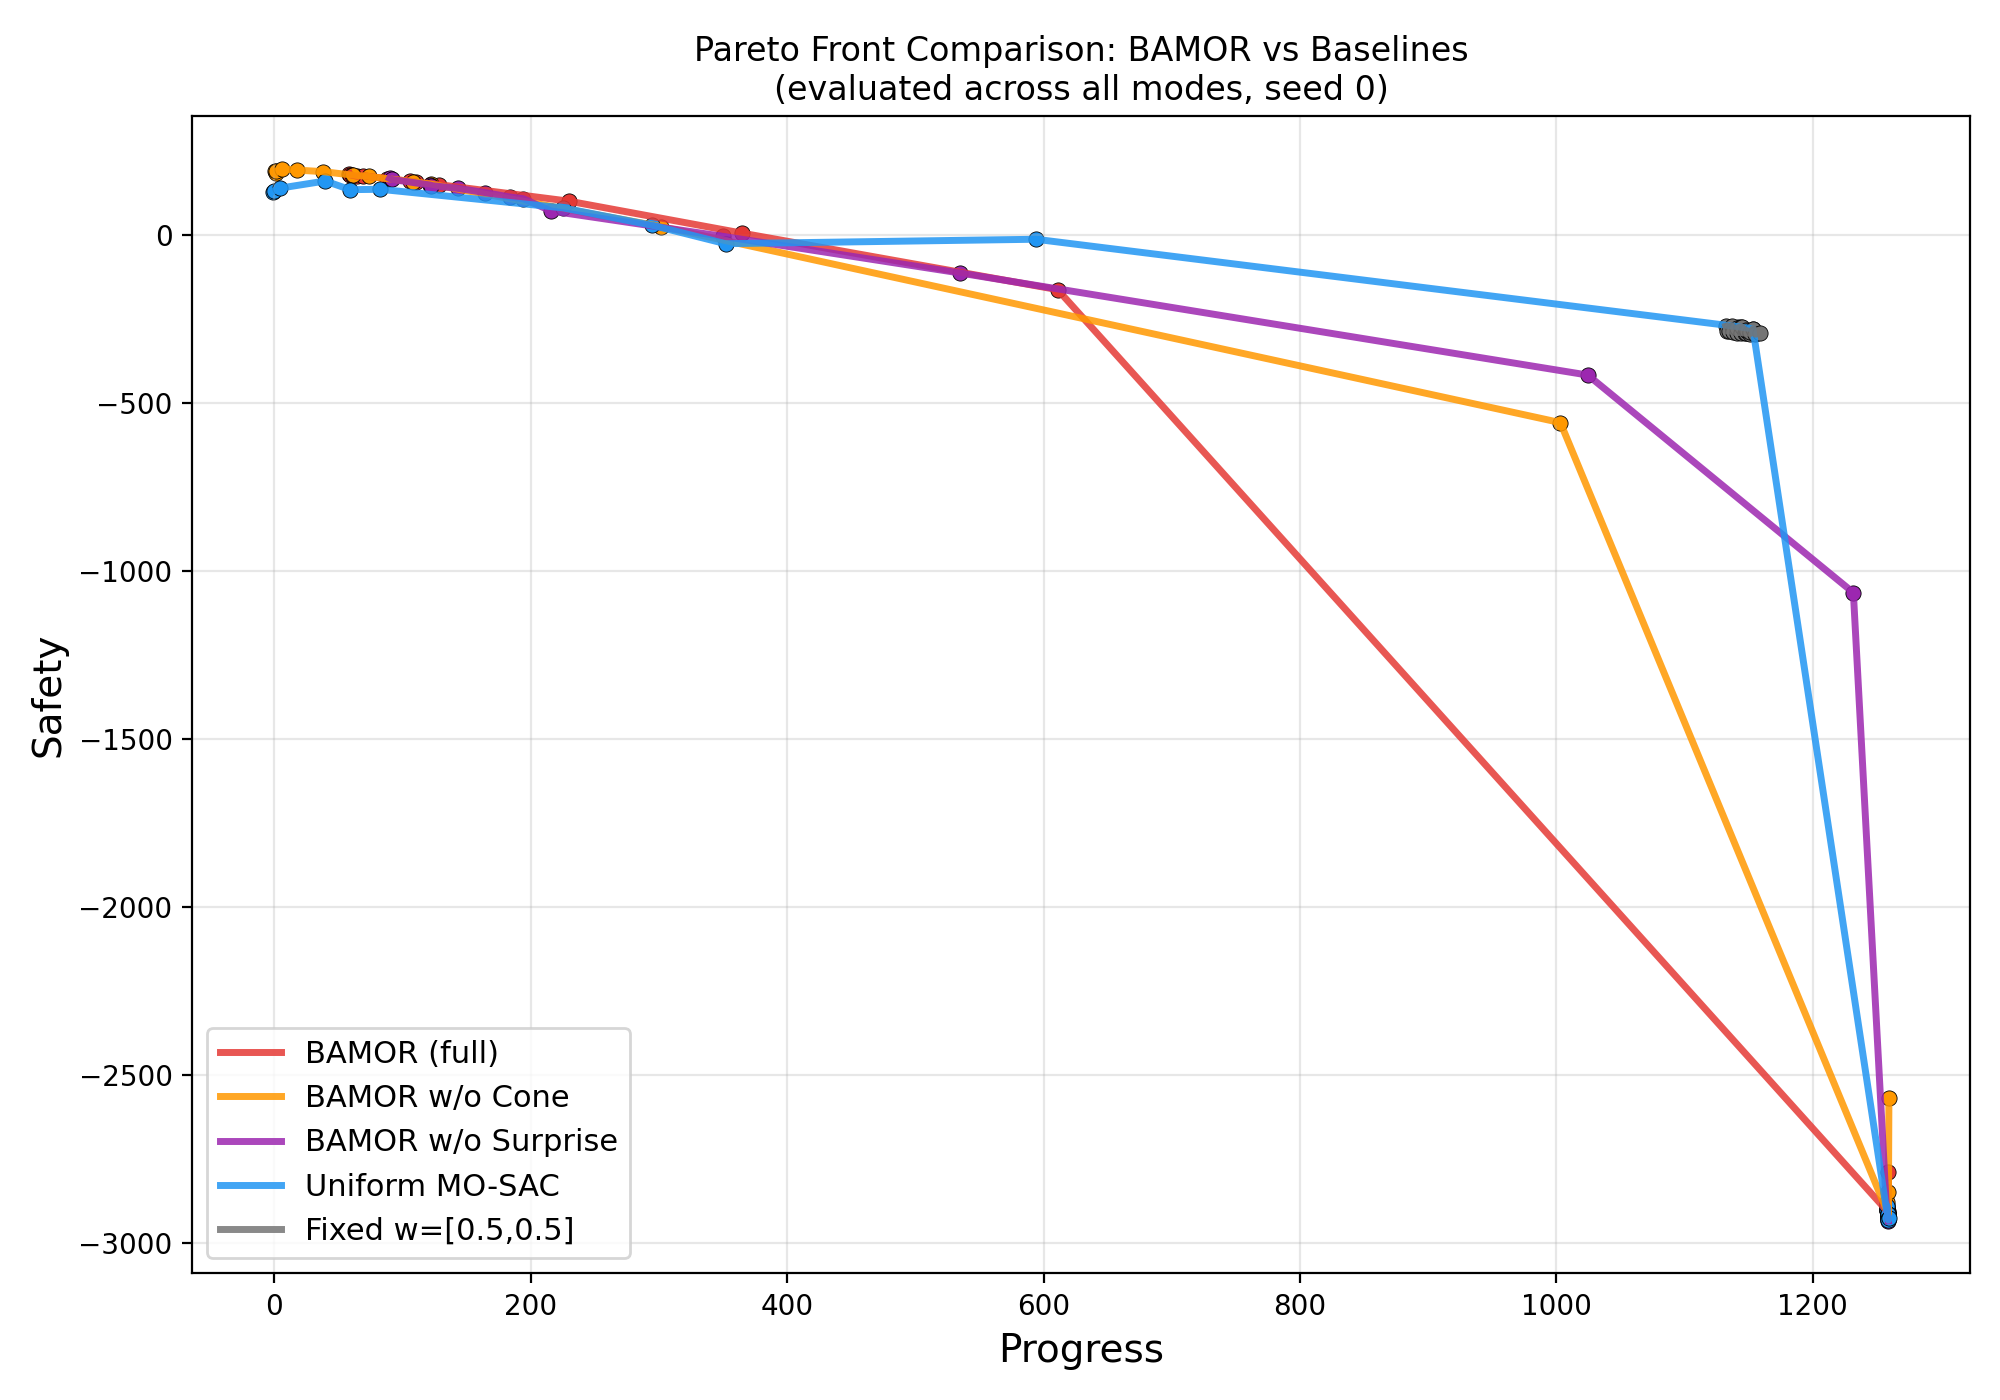 Pareto Front Comparison: BAMOR vs Baselines
(evaluated across all modes, seed 0)
Safety
0
−500
−1000
−1500
−2000
−2500
−3000
BAMOR (full)
BAMOR w/o Cone
BAMOR w/o Surprise
Uniform MO-SAC
Fixed w=[0.5,0.5]
0 200 400 600 800 1000 1200
Progress